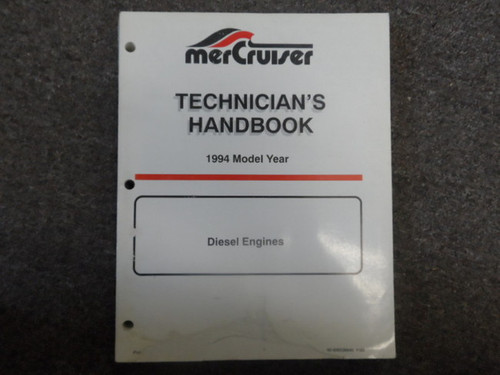 merCruiser
TECHNICIAN'S
HANDBOOK
1994 Model Year
Diesel Engines